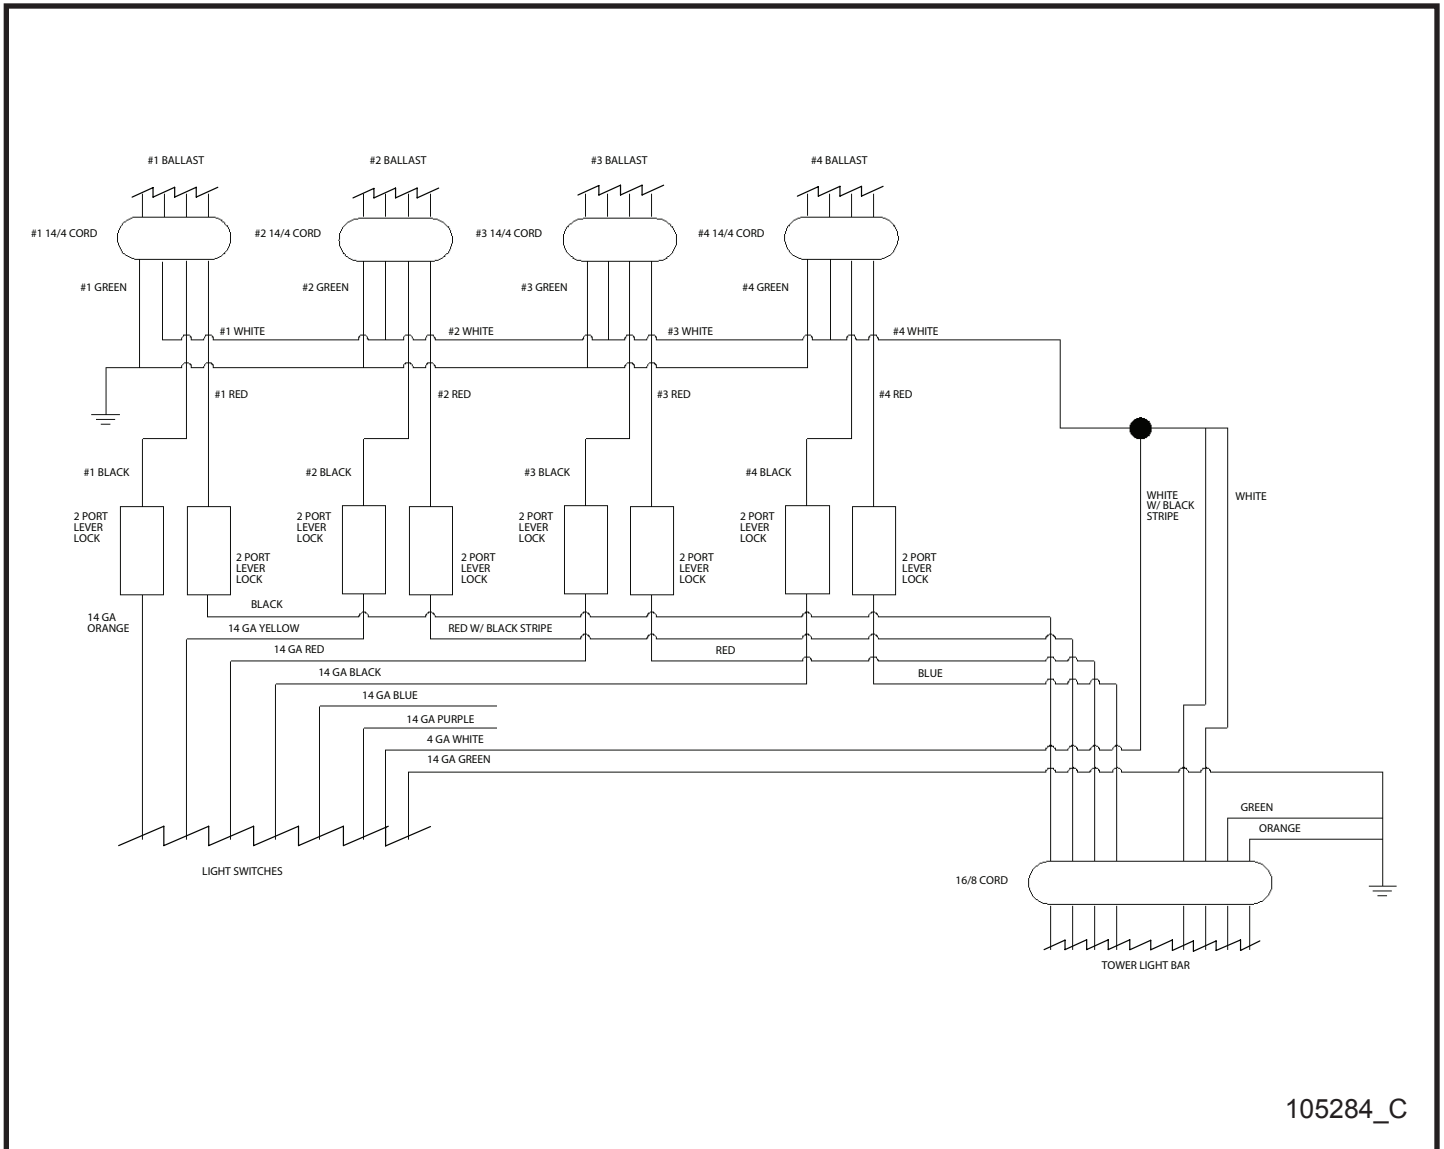 #1 BALLAST
#2 BALLAST
#3 BALLAST
#4 BALLAST
#1 14/4 CORD
#2 14/4 CORD
#3 14/4 CORD
#4 14/4 CORD
#1 GREEN
#2 GREEN
#3 GREEN
#4 GREEN
#1 WHITE
#2 WHITE
#3 WHITE
#4 WHITE
#1 RED
#2 RED
#3 RED
#4 RED
#1 BLACK
#2 BLACK
#3 BLACK
#4 BLACK
WHITE
W/ BLACK
STRIPE
WHITE
2 PORT
LEVER
LOCK
2 PORT
LEVER
LOCK
2 PORT
LEVER
LOCK
2 PORT
LEVER
LOCK
2 PORT
LEVER
LOCK
2 PORT
LEVER
LOCK
2 PORT
LEVER
LOCK
2 PORT
LEVER
LOCK
BLACK
14 GA
ORANGE
14 GA YELLOW
RED W/ BLACK STRIPE
14 GA RED
RED
14 GA BLACK
BLUE
14 GA BLUE
14 GA PURPLE
4 GA WHITE
14 GA GREEN
GREEN
ORANGE
LIGHT SWITCHES
16/8 CORD
TOWER LIGHT BAR
105284_C